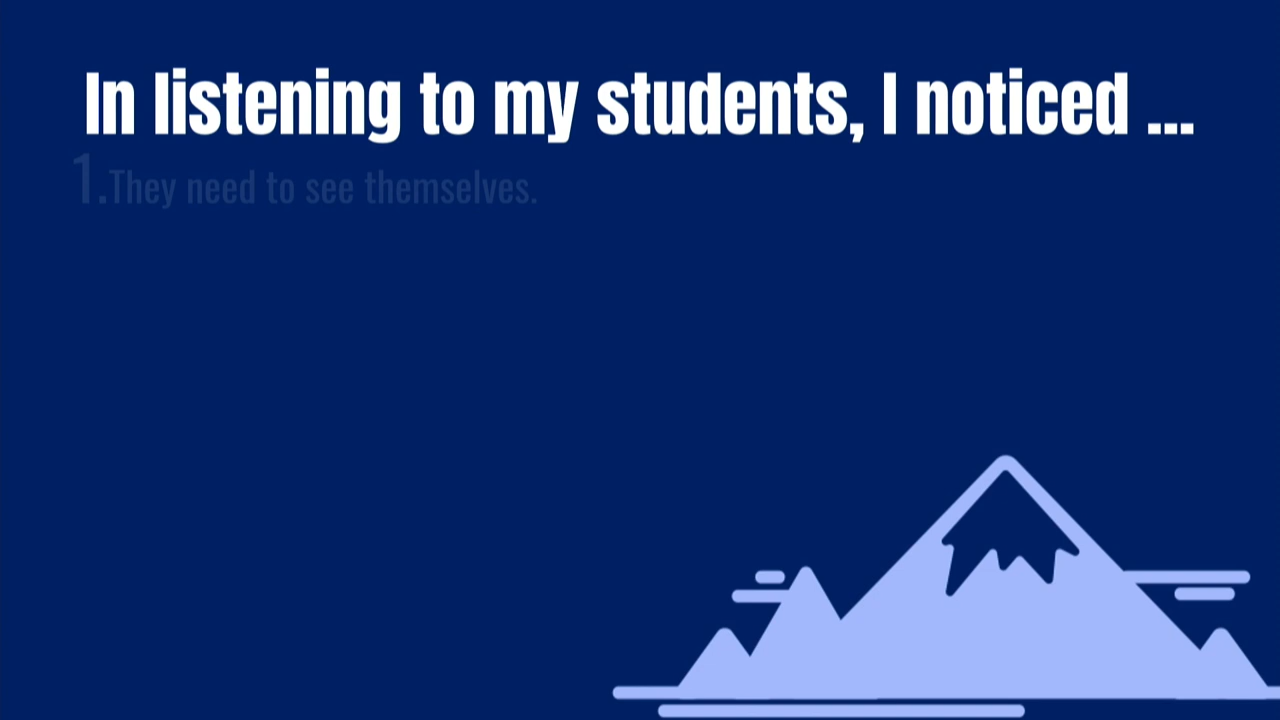 In listening to my students, I noticed ...
1.They need to see themselves.